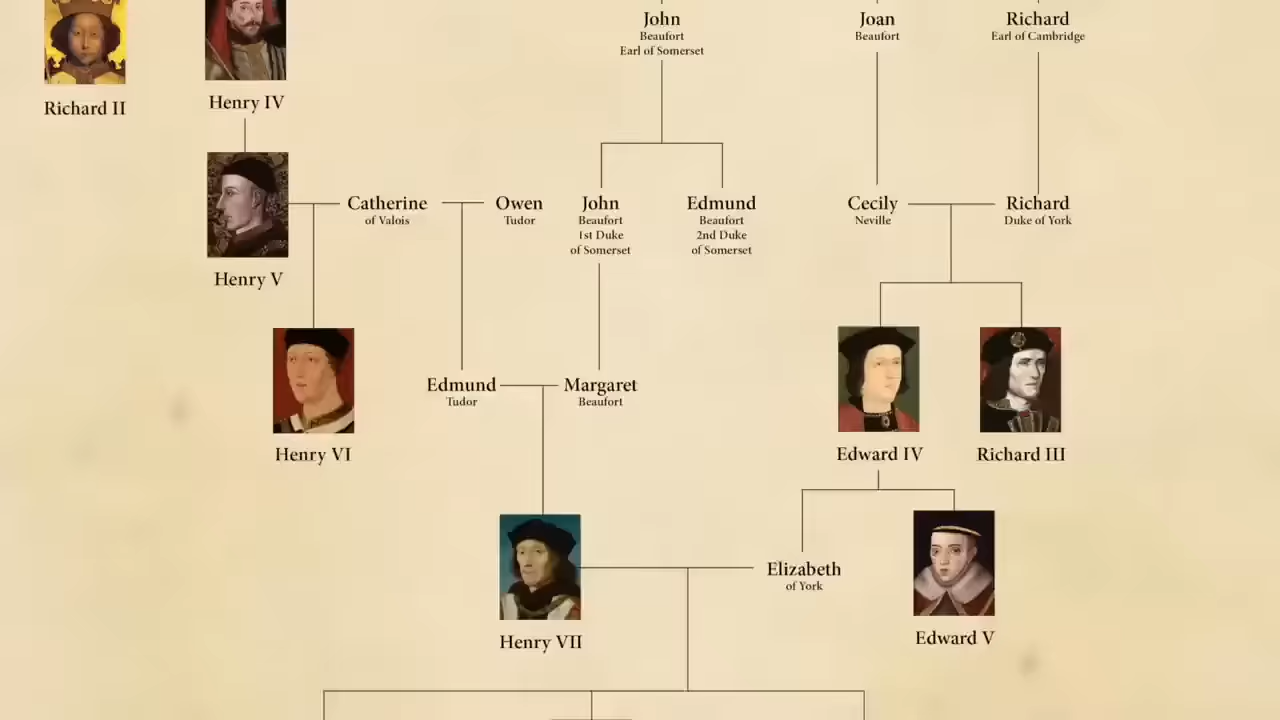 John
Beaufort
Earl of Somerset
Joan
Beaufort
Richard
Earl of Cambridge
Richard II
Henry IV
Catherine
of Valois
Owen
Tudor
John
Beaufort
1st Duke
of Somerset
Edmund
Beaufort
2nd Duke
of Somerset
Cecily
Neville
Richard
Duke of York
Henry V
Edmund
Tudor
Margaret
Beaufort
Henry VI
Edward IV
Richard III
Elizabeth
of York
Henry VII
Edward V